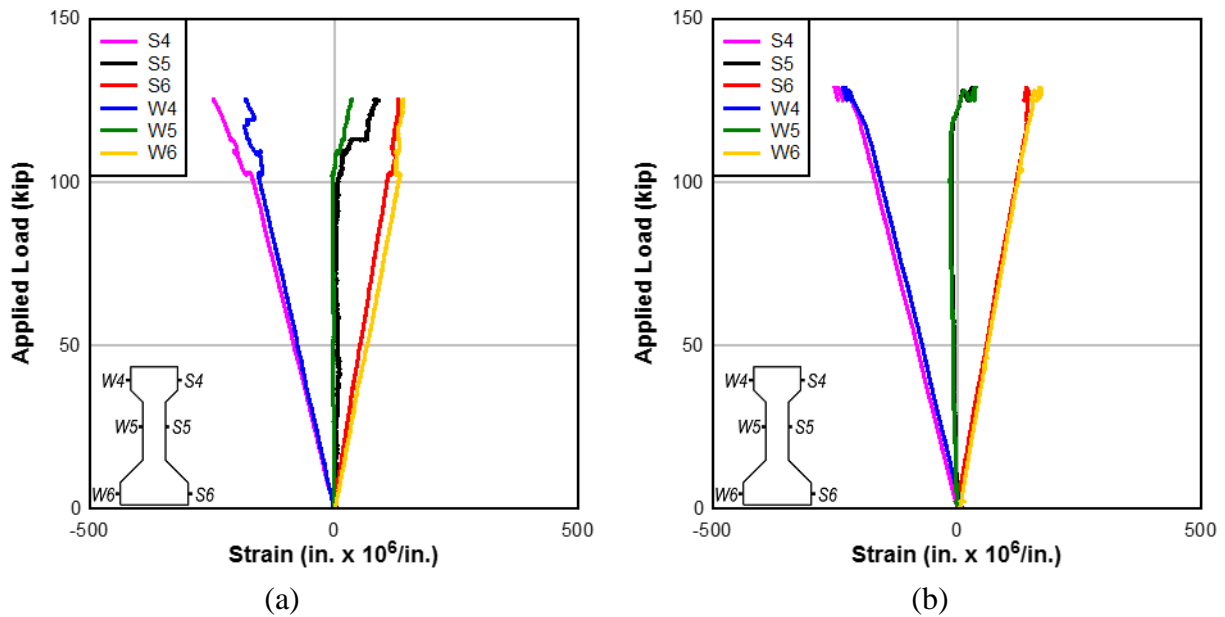 150
S4
S5
S6
W4
W5
W6
100
Applied Load (kip)
50
W4 S4
W5 S5
W6 S6
0
-500 0 500
Strain (in. x 10⁶/in.)
(a)
150
S4
S5
S6
W4
W5
W6
100
Applied Load (kip)
50
W4 S4
W5 S5
W6 S6
0
-500 0 500
Strain (in. x 10⁶/in.)
(b)